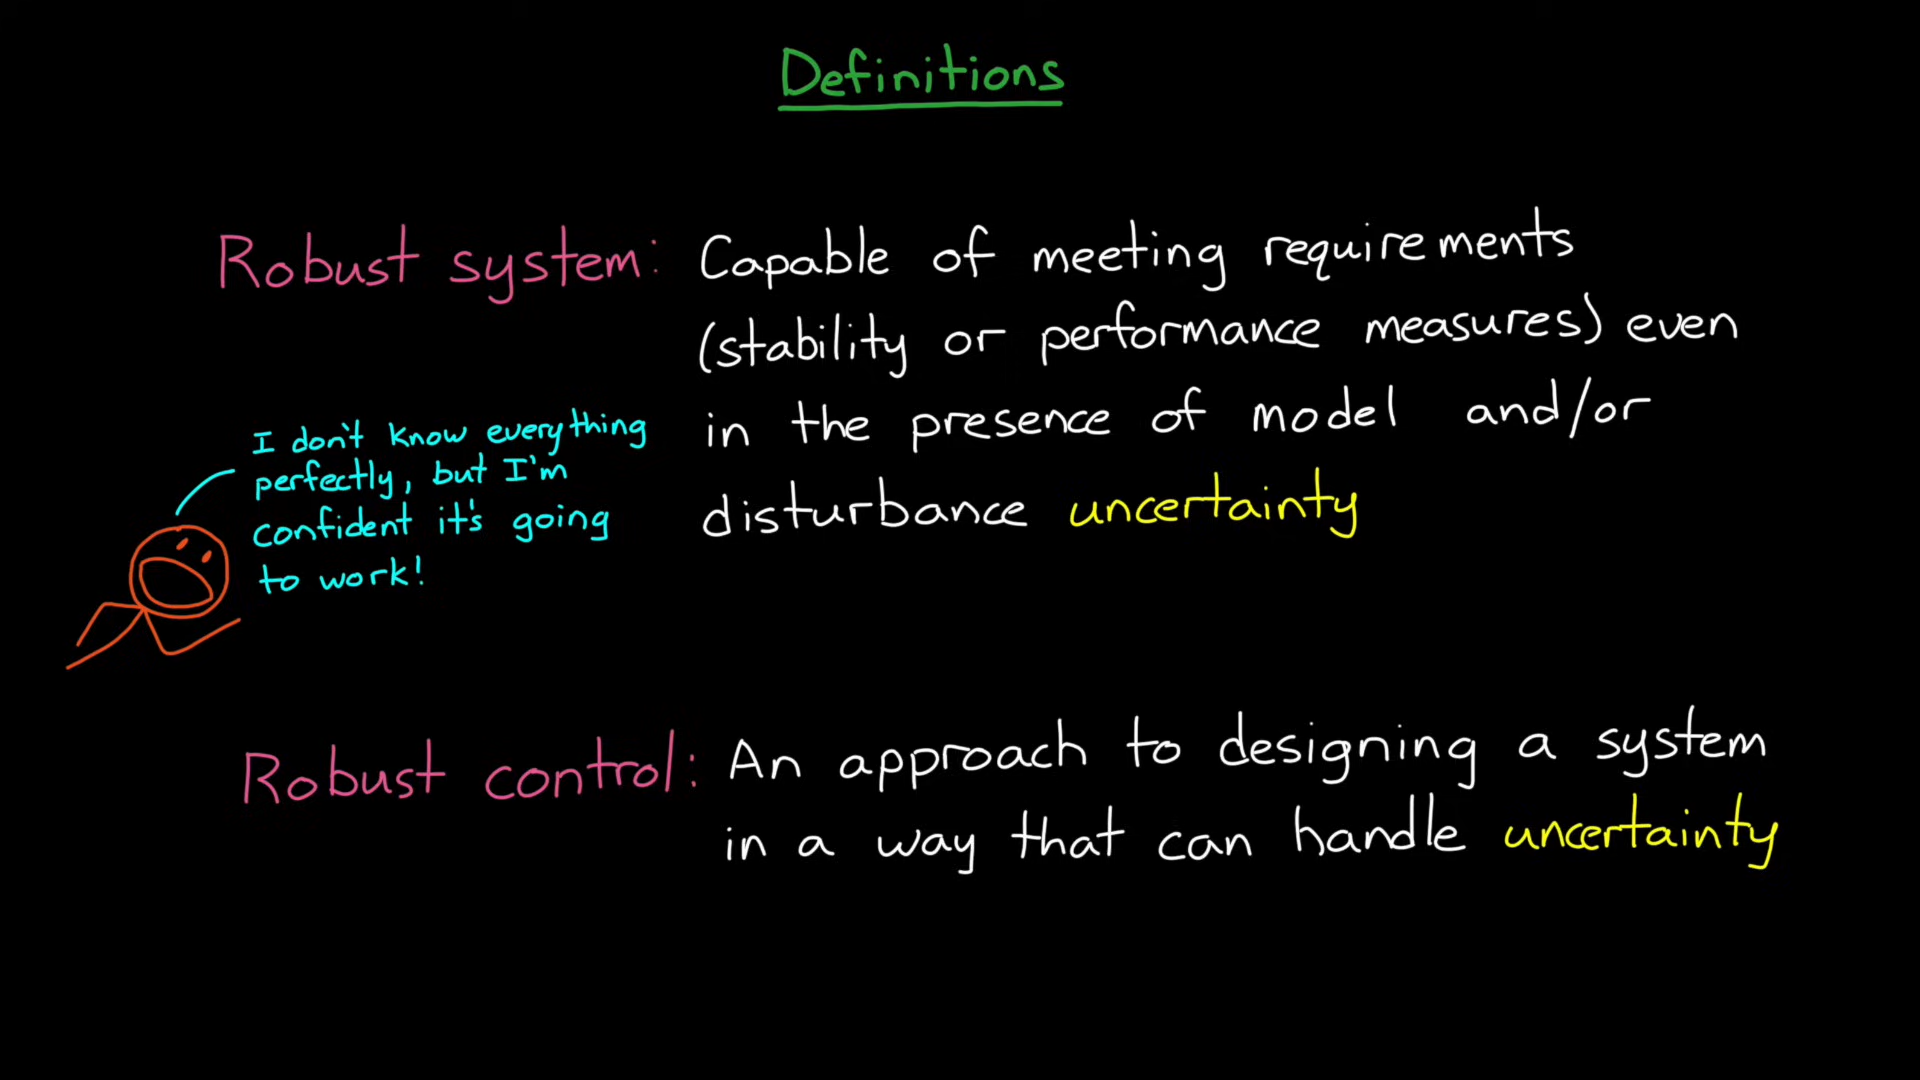 Definitions
Robust system: Capable of meeting requirements
(stability or performance measures) even
in the presence of model and/or
disturbance uncertainty
I don't know everything
perfectly, but I'm
confident it's going
to work!
Robust control: An approach to designing a system
in a way that can handle uncertainty